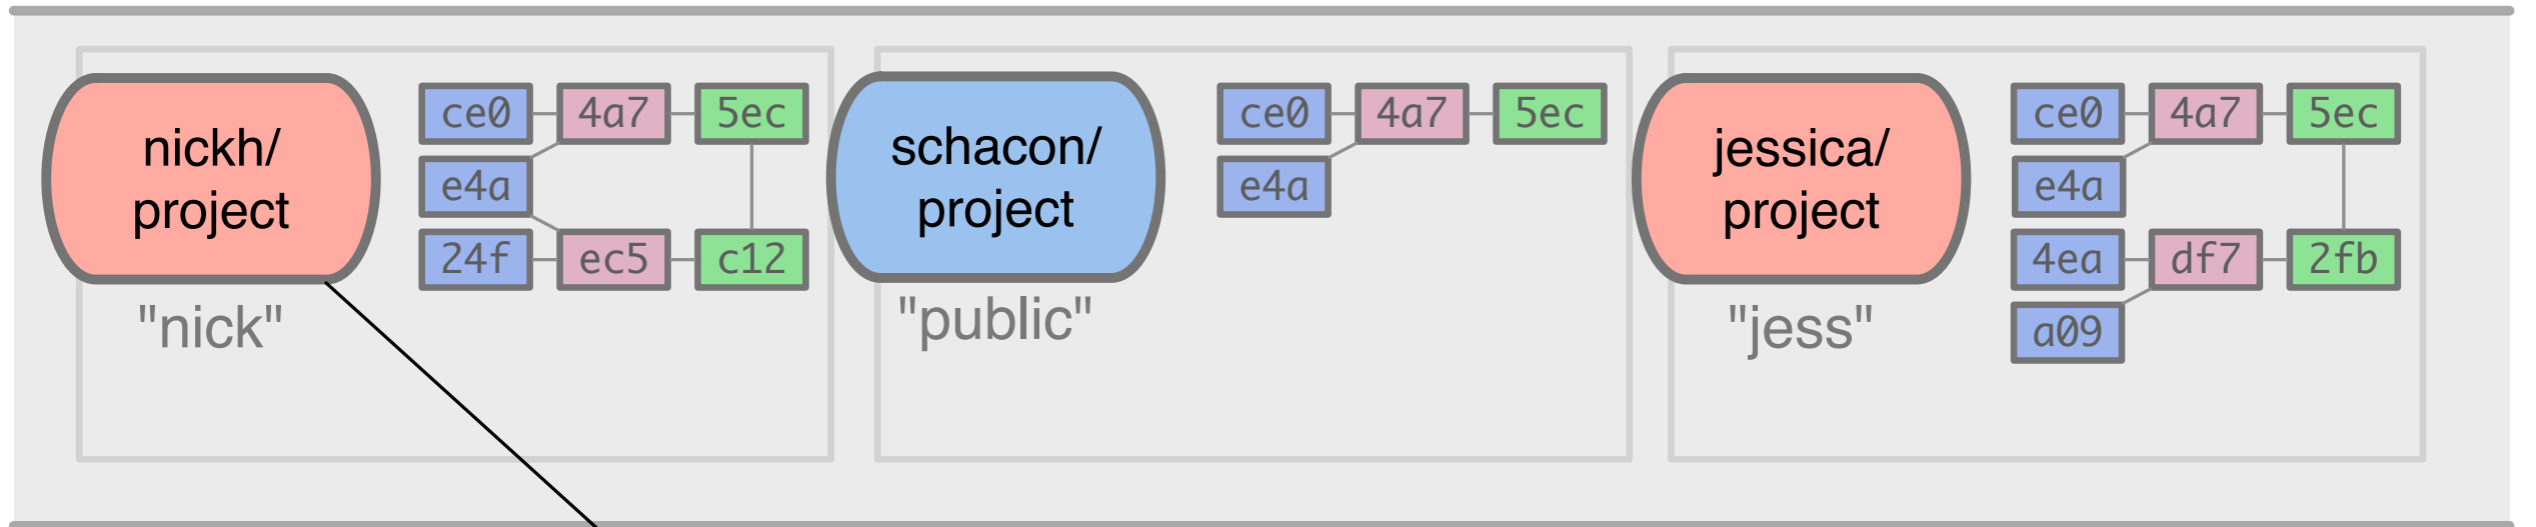 nickh/
project
"nick"
ce0 4a7 5ec
e4a
24f ec5 c12
schacon/
project
"public"
ce0 4a7 5ec
e4a
jessica/
project
"jess"
ce0 4a7 5ec
e4a
4ea df7 2fb
a09